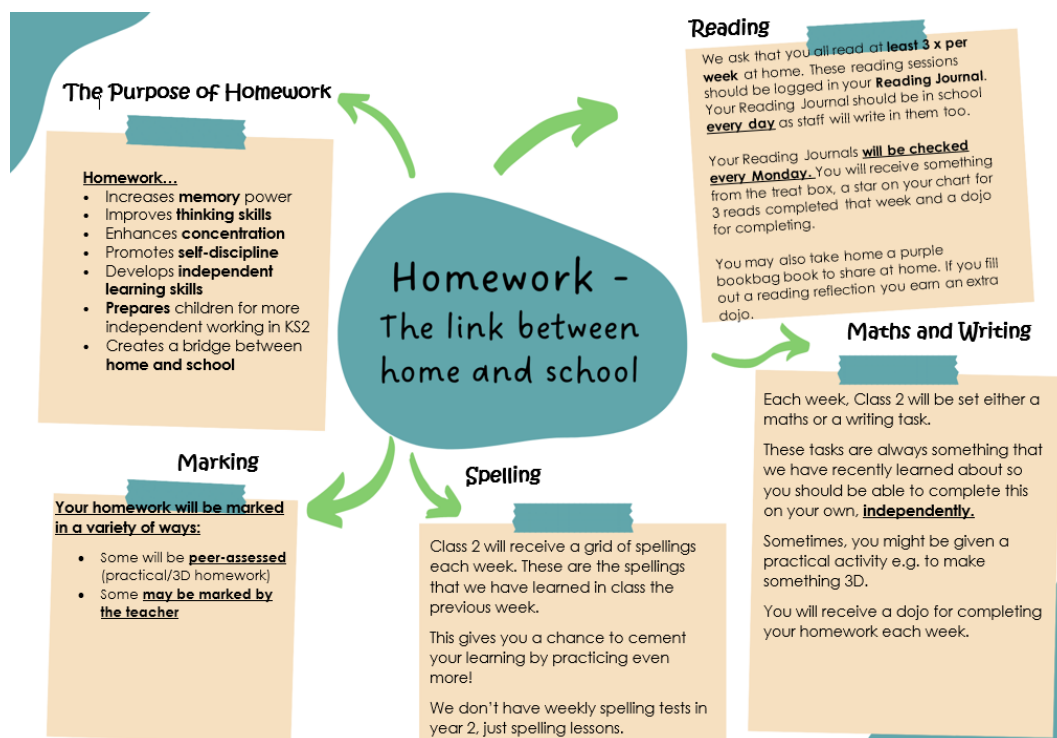 The Purpose of Homework
Homework…
• Increases memory power
• Improves thinking skills
• Enhances concentration
• Promotes self-discipline
• Develops independent
learning skills
• Prepares children for more
independent working in KS2
• Creates a bridge between
home and school
Homework -
The link between
home and school
Reading
We ask that you all read at least 3 x per
week at home. These reading sessions
should be logged in your Reading Journal.
Your Reading Journal should be in school
every day as staff will write in them too.
Your Reading Journals will be checked
every Monday. You will receive something
from the treat box, a star on your chart for
3 reads completed that week and a dojo
for completing.
You may also take home a purple
bookbag book to share at home. If you fill
out a reading reflection you earn an extra
dojo.
Maths and Writing
Each week, Class 2 will be set either a
maths or a writing task.
These tasks are always something that
we have recently learned about so
you should be able to complete this
on your own, independently.
Sometimes, you might be given a
practical activity e.g. to make
something 3D.
You will receive a dojo for completing
your homework each week.
Marking
Your homework will be marked
in a variety of ways:
• Some will be peer-assessed
(practical/3D homework)
• Some may be marked by
the teacher
Spelling
Class 2 will receive a grid of spellings
each week. These are the spellings
that we have learned in class the
previous week.
This gives you a chance to cement
your learning by practicing even
more!
We don't have weekly spelling tests in
year 2, just spelling lessons.